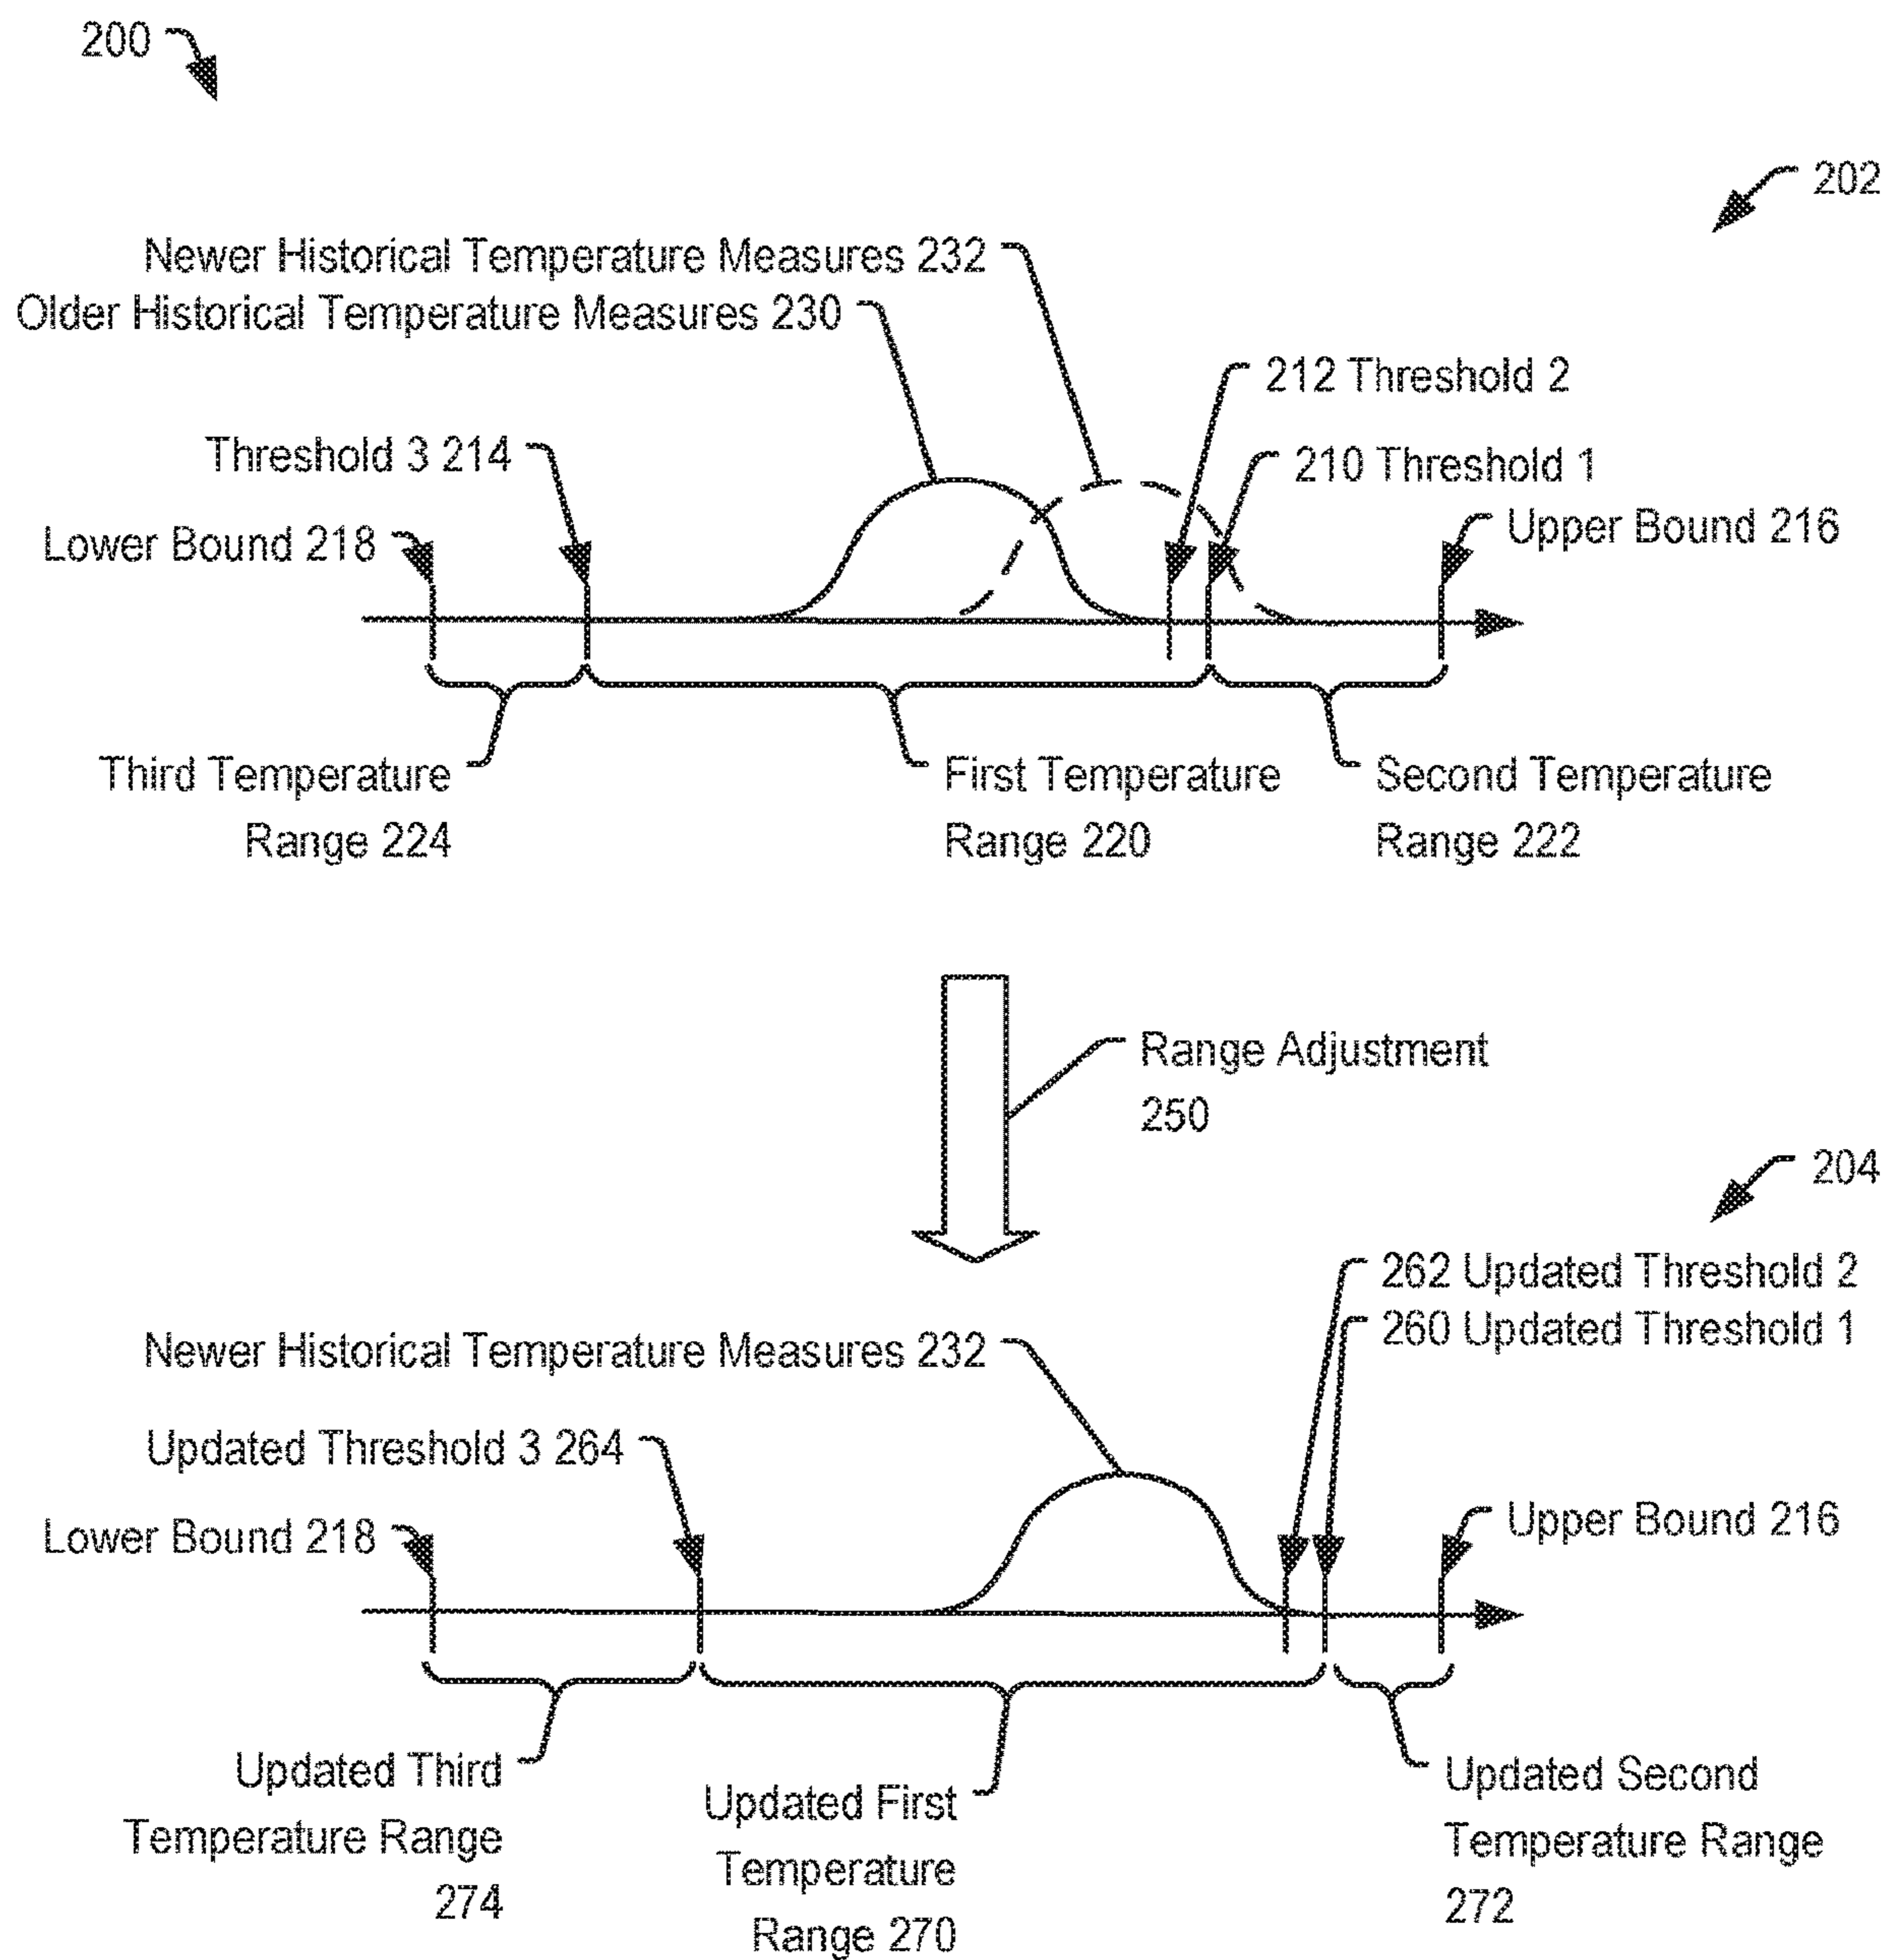 200
202
Newer Historical Temperature Measures 232
Older Historical Temperature Measures 230
212 Threshold 2
Threshold 3 214
210 Threshold 1
Lower Bound 218
Upper Bound 216
Third Temperature
Range 224
First Temperature
Range 220
Second Temperature
Range 222
Range Adjustment
250
204
262 Updated Threshold 2
260 Updated Threshold 1
Newer Historical Temperature Measures 232
Updated Threshold 3 264
Lower Bound 218
Upper Bound 216
Updated Third
Temperature Range
274
Updated First
Temperature
Range 270
Updated Second
Temperature Range
272